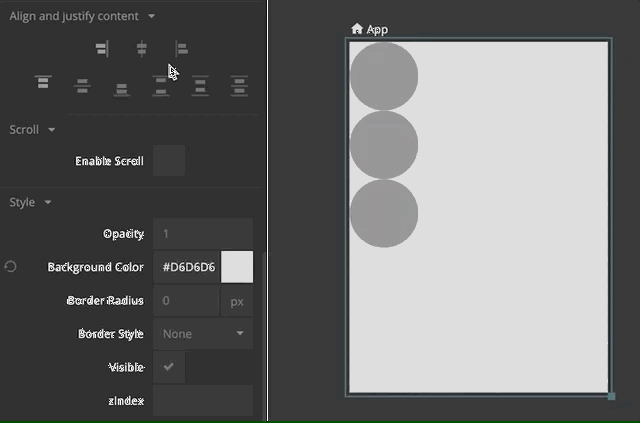 Align and justify content
App
Scroll
Enable Scroll
Style
Opacity 1
Background Color #D6D6D6
Border Radius 0 px
Border Style None
Visible
zIndex